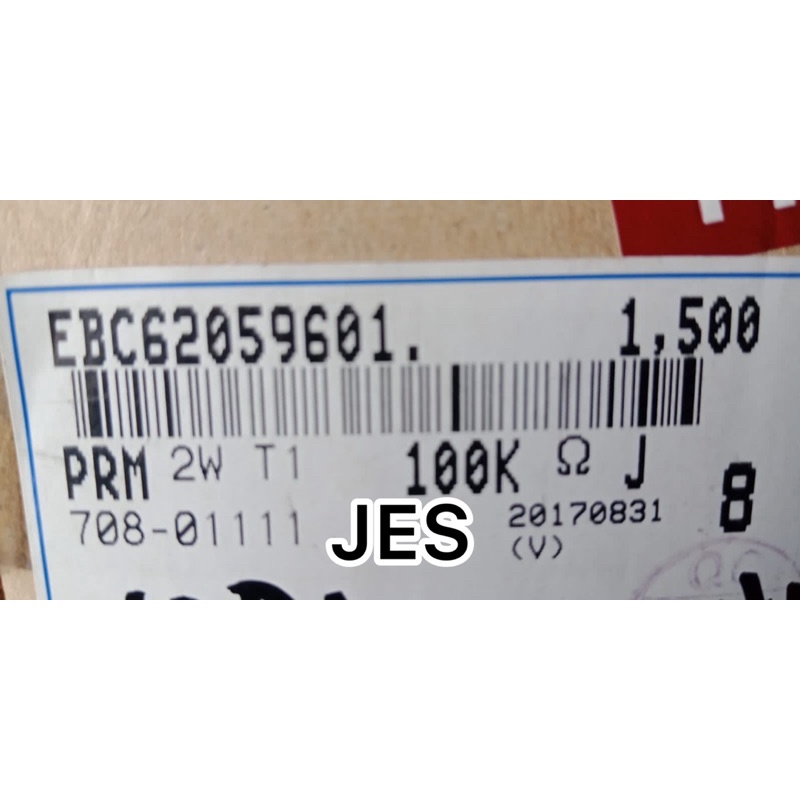 EBC62059601. 1,500
PRM 2W T1 100K Ω J 8
708-01111 JES 20170831
(V)